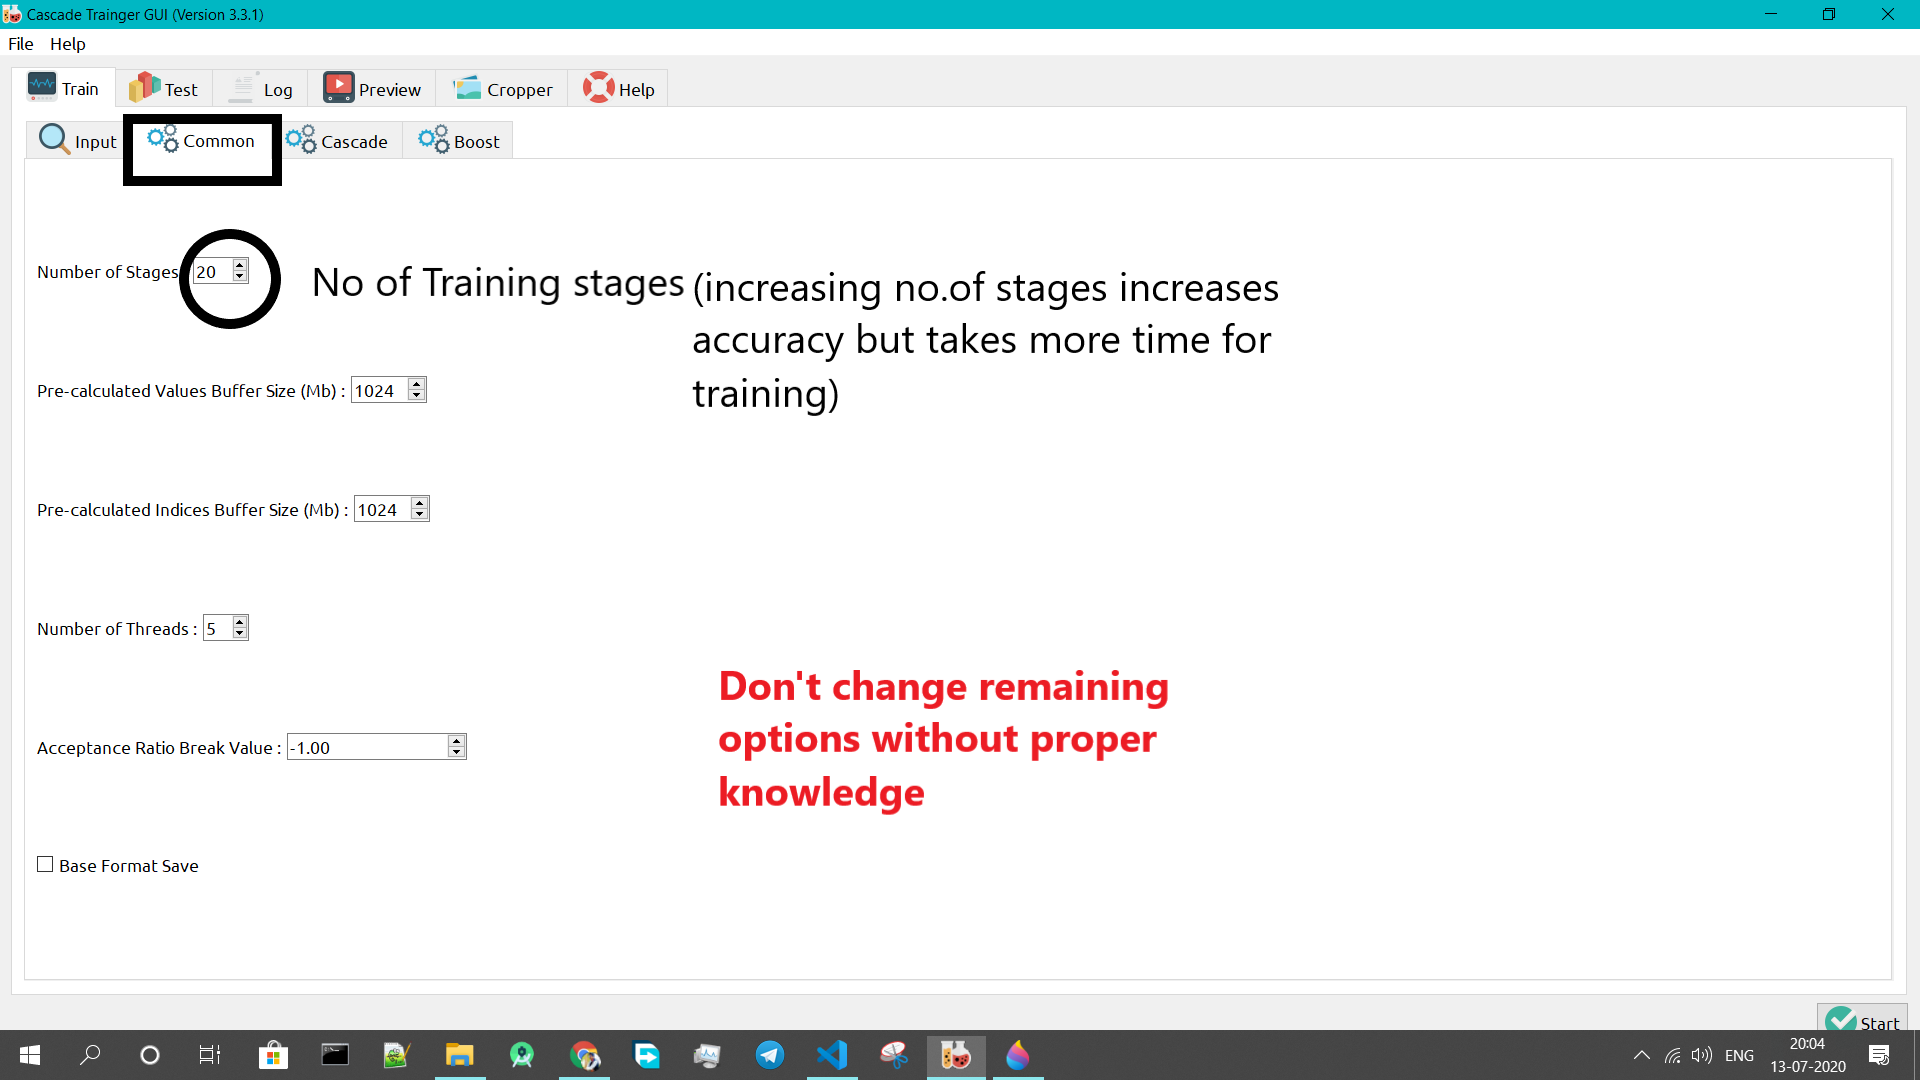 Cascade Trainger GUI (Version 3.3.1)
File Help
Train Test Log Preview Cropper Help
Input Common Cascade Boost
Number of Stages 20
No of Training stages (increasing no.of stages increases
accuracy but takes more time for
training)
Pre-calculated Values Buffer Size (Mb) : 1024
Pre-calculated Indices Buffer Size (Mb) : 1024
Number of Threads : 5
Don't change remaining
options without proper
knowledge
Acceptance Ratio Break Value : -1.00
Base Format Save
Start
ENG
20:04
13-07-2020